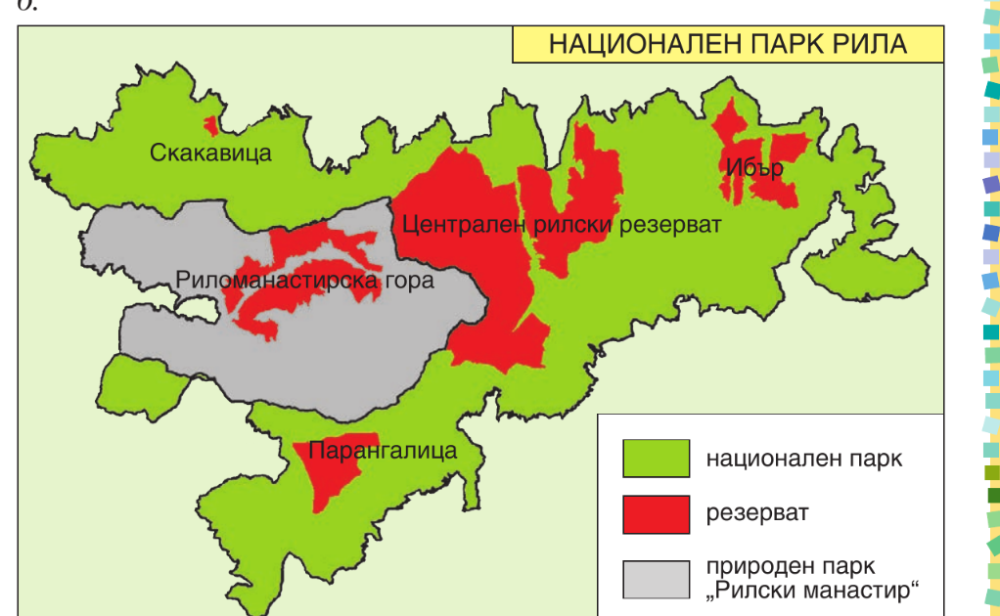 б.
НАЦИОНАЛЕН ПАРК РИЛА
Скакавица
Ибър
Централен рилски резерват
Риломанастирска гора
Парангалица
национален парк
резерват
природен парк
„Рилски манастир“